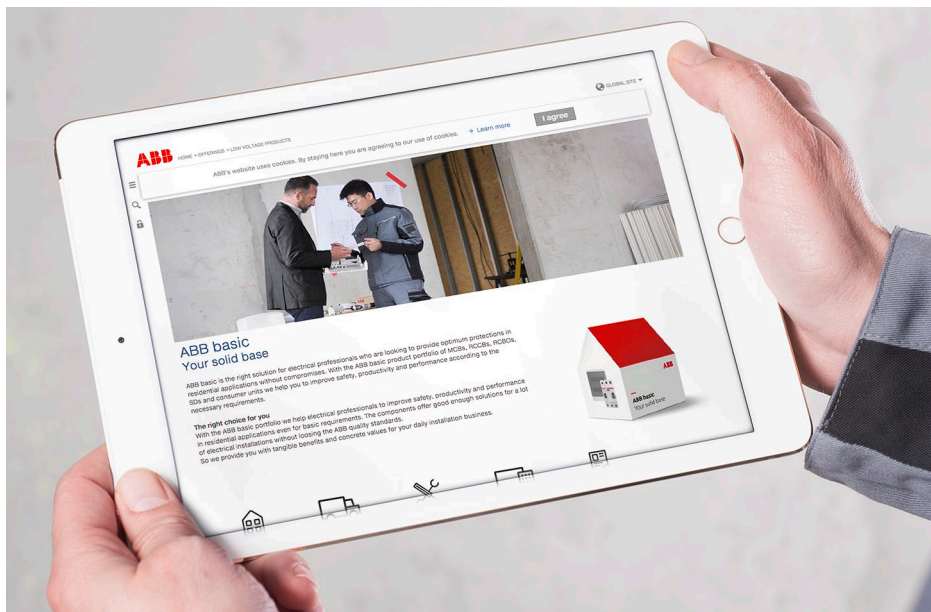 GLOBAL SITE
ABB HOME • OFFERINGS • LOW VOLTAGE PRODUCTS
ABB's website uses cookies. By staying here you are agreeing to our use of cookies. → Learn more I agree
ABB basic
Your solid base
ABB basic is the right solution for electrical professionals who are looking to provide optimum protections in
residential applications without compromises. With the ABB basic product portfolio of MCBs, RCCBs, RCBOs,
SDs and consumer units we help you to improve safety, productivity and performance according to the
necessary requirements.
The right choice for you
With the ABB basic portfolio we help electrical professionals to improve safety, productivity and performance
in residential applications even for basic requirements. The components offer good enough solutions for a lot
of electrical installations without loosing the ABB quality standards.
So we provide you with tangible benefits and concrete values for your daily installation business.
ABB
ABB basic
Your solid base